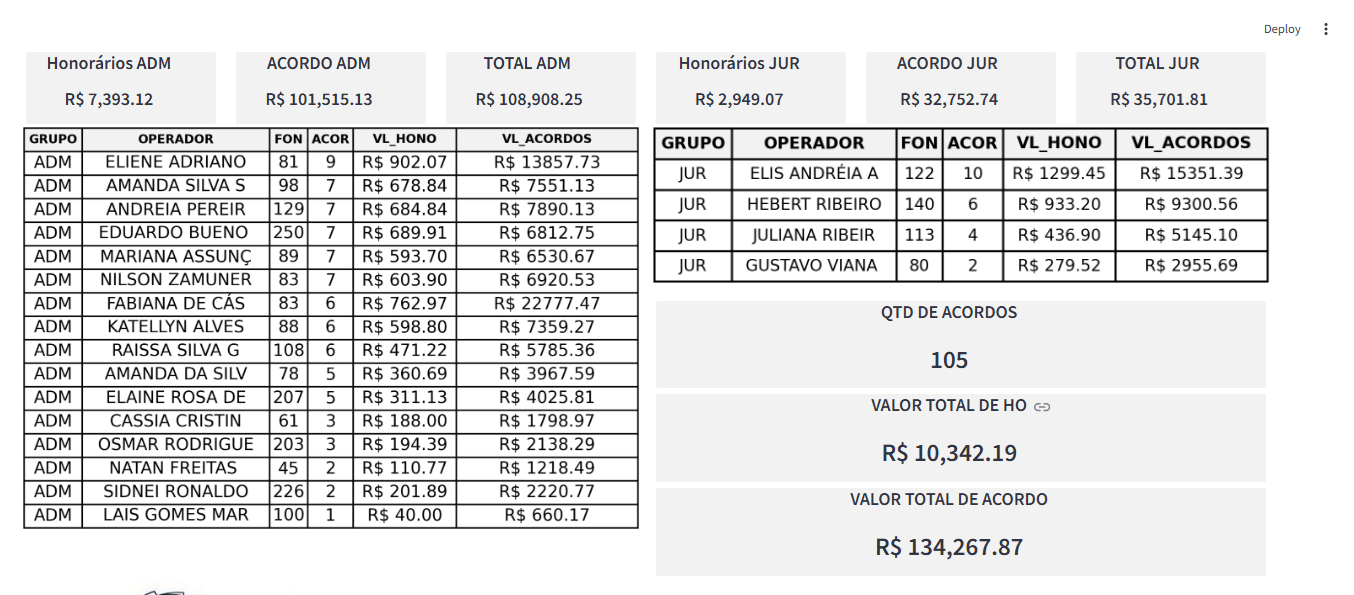 Deploy
Honorários ADM
R$ 7,393.12
ACORDO ADM
R$ 101,515.13
TOTAL ADM
R$ 108,908.25
Honorários JUR
R$ 2,949.07
ACORDO JUR
R$ 32,752.74
TOTAL JUR
R$ 35,701.81
GRUPO OPERADOR FON ACOR VL_HONO VL_ACORDOS
ADM ELIENE ADRIANO 81 9 R$ 902.07 R$ 13857.73
ADM AMANDA SILVA S 98 7 R$ 678.84 R$ 7551.13
ADM ANDREIA PEREIR 129 7 R$ 684.84 R$ 7890.13
ADM EDUARDO BUENO 250 7 R$ 689.91 R$ 6812.75
ADM MARIANA ASSUNÇ 89 7 R$ 593.70 R$ 6530.67
ADM NILSON ZAMUNER 83 7 R$ 603.90 R$ 6920.53
ADM FABIANA DE CÁS 83 6 R$ 762.97 R$ 22777.47
ADM KATELLYN ALVES 88 6 R$ 598.80 R$ 7359.27
ADM RAISSA SILVA G 108 6 R$ 471.22 R$ 5785.36
ADM AMANDA DA SILV 78 5 R$ 360.69 R$ 3967.59
ADM ELAINE ROSA DE 207 5 R$ 311.13 R$ 4025.81
ADM CASSIA CRISTIN 61 3 R$ 188.00 R$ 1798.97
ADM OSMAR RODRIGUE 203 3 R$ 194.39 R$ 2138.29
ADM NATAN FREITAS 45 2 R$ 110.77 R$ 1218.49
ADM SIDNEI RONALDO 226 2 R$ 201.89 R$ 2220.77
ADM LAIS GOMES MAR 100 1 R$ 40.00 R$ 660.17
GRUPO OPERADOR FON ACOR VL_HONO VL_ACORDOS
JUR ELIS ANDRÉIA A 122 10 R$ 1299.45 R$ 15351.39
JUR HEBERT RIBEIRO 140 6 R$ 933.20 R$ 9300.56
JUR JULIANA RIBEIR 113 4 R$ 436.90 R$ 5145.10
JUR GUSTAVO VIANA 80 2 R$ 279.52 R$ 2955.69
QTD DE ACORDOS
105
VALOR TOTAL DE HO
R$ 10,342.19
VALOR TOTAL DE ACORDO
R$ 134,267.87